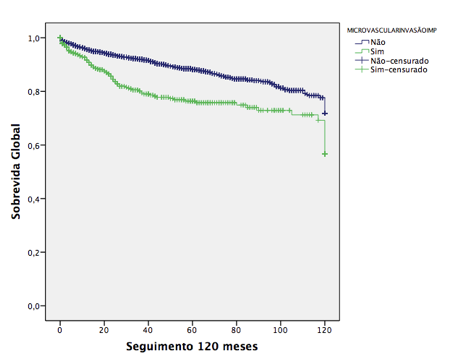 MICROVASCULARINVASÃOIMP
Não
Sim
Não-censurado
Sim-censurado
1,0
0,8
0,6
0,4
0,2
0,0
Sobrevida Global
0 20 40 60 80 100 120
Seguimento 120 meses